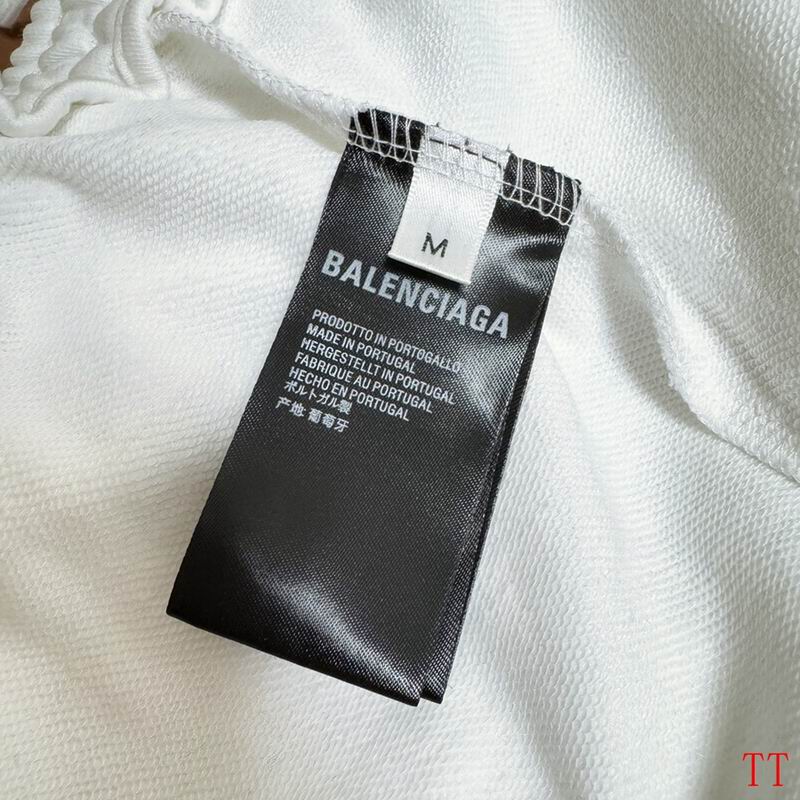 M
BALENCIAGA
PRODOTTO IN PORTOGALLO
MADE IN PORTUGAL
HERGESTELLT IN PORTUGAL
FABRIQUE AU PORTUGAL
HECHO EN PORTUGAL
ポルトガル製
产地:葡萄牙
TT